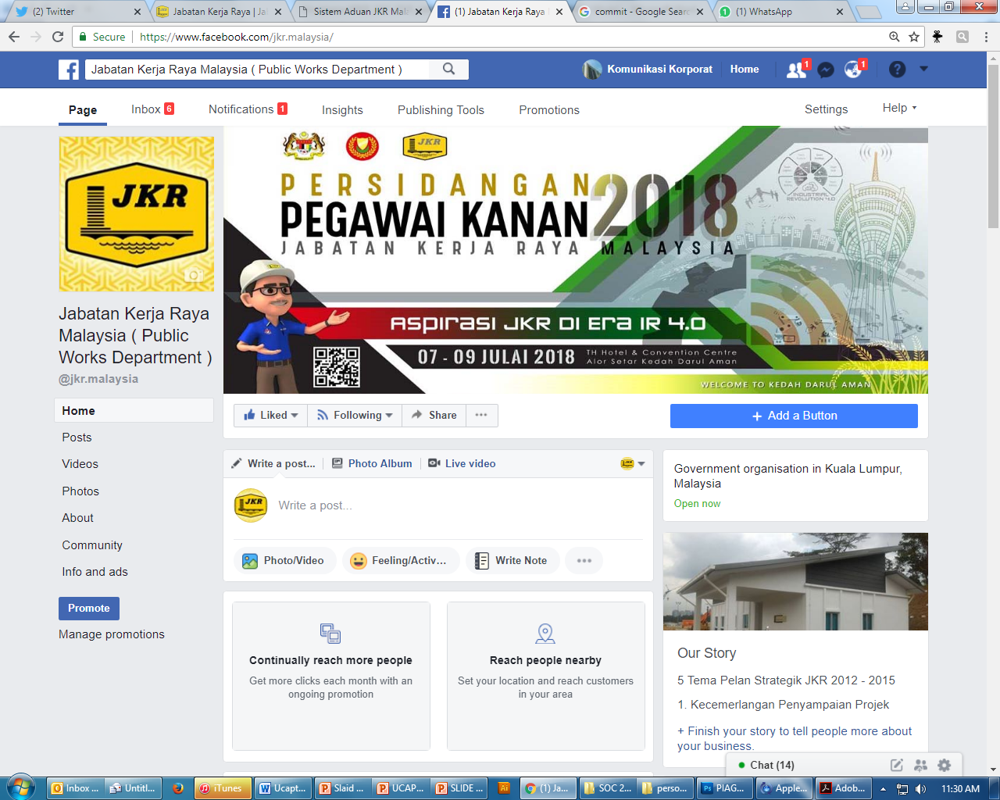 (2) Twitter
Jabatan Kerja Raya | Ja
Sistem Aduan JKR Mala
(1) Jabatan Kerja Raya
commit - Google Sear
(1) WhatsApp
Secure
https://www.facebook.com/jkr.malaysia/
Jabatan Kerja Raya Malaysia ( Public Works Department )
Komunikasi Korporat
Home
1
1
Page
Inbox 6
Notifications 1
Insights
Publishing Tools
Promotions
Settings
Help
JKR
JKR
PERSIDANGAN
2018
PEGAWAI KANAN
JABATAN KERJA RAYA MALAYSIA
INDUSTRIAL
REVOLUTION 4.0
ASPIRASI JKR DI ERA IR 4.0
07 - 09 JULAI 2018
TH Hotel & Convention Centre
Alor Setar Kedah Darul Aman
WELCOME TO KEDAH DARUL AMAN
Jabatan Kerja Raya
Malaysia ( Public
Works Department )
@jkr.malaysia
Home
Posts
Videos
Photos
About
Community
Info and ads
Promote
Manage promotions
Liked
Following
Share
+ Add a Button
Write a post...
Photo Album
Live video
JKR
Write a post...
Photo/Video
Feeling/Activ...
Write Note
Continually reach more people
Get more clicks each month with an
ongoing promotion
Reach people nearby
Set your location and reach customers
in your area
Government organisation in Kuala Lumpur,
Malaysia
Open now
Our Story
5 Tema Pelan Strategik JKR 2012 - 2015
1. Kecemerlangan Penyampaian Projek
+ Finish your story to tell people more about
your business.
Chat (14)
Inbox ...
Untitl...
iTunes
Ucapt...
Slaid ...
UCAP...
SLIDE ...
Ai
(1) Ja...
SOC 2...
perso...
PIAG...
Apple...
Adob...
11:30 AM